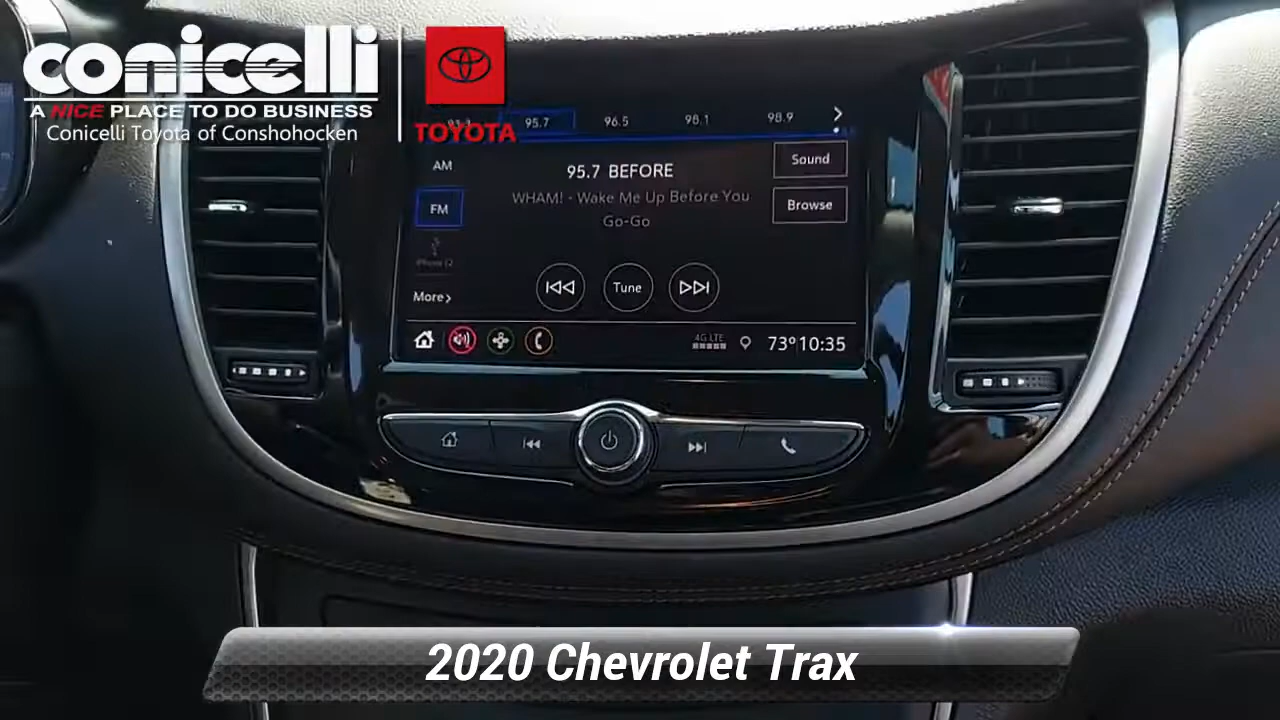 conicelli
A NICE PLACE TO DO BUSINESS
Conicelli Toyota of Conshohocken
TOYOTA
95.7 96.5 98.1 98.9
AM
95.7 BEFORE
Sound
FM
WHAM! - Wake Me Up Before You
Go-Go
Browse
iPhone 12
Tune
More
4G LTE
73° 10:35
2020 Chevrolet Trax